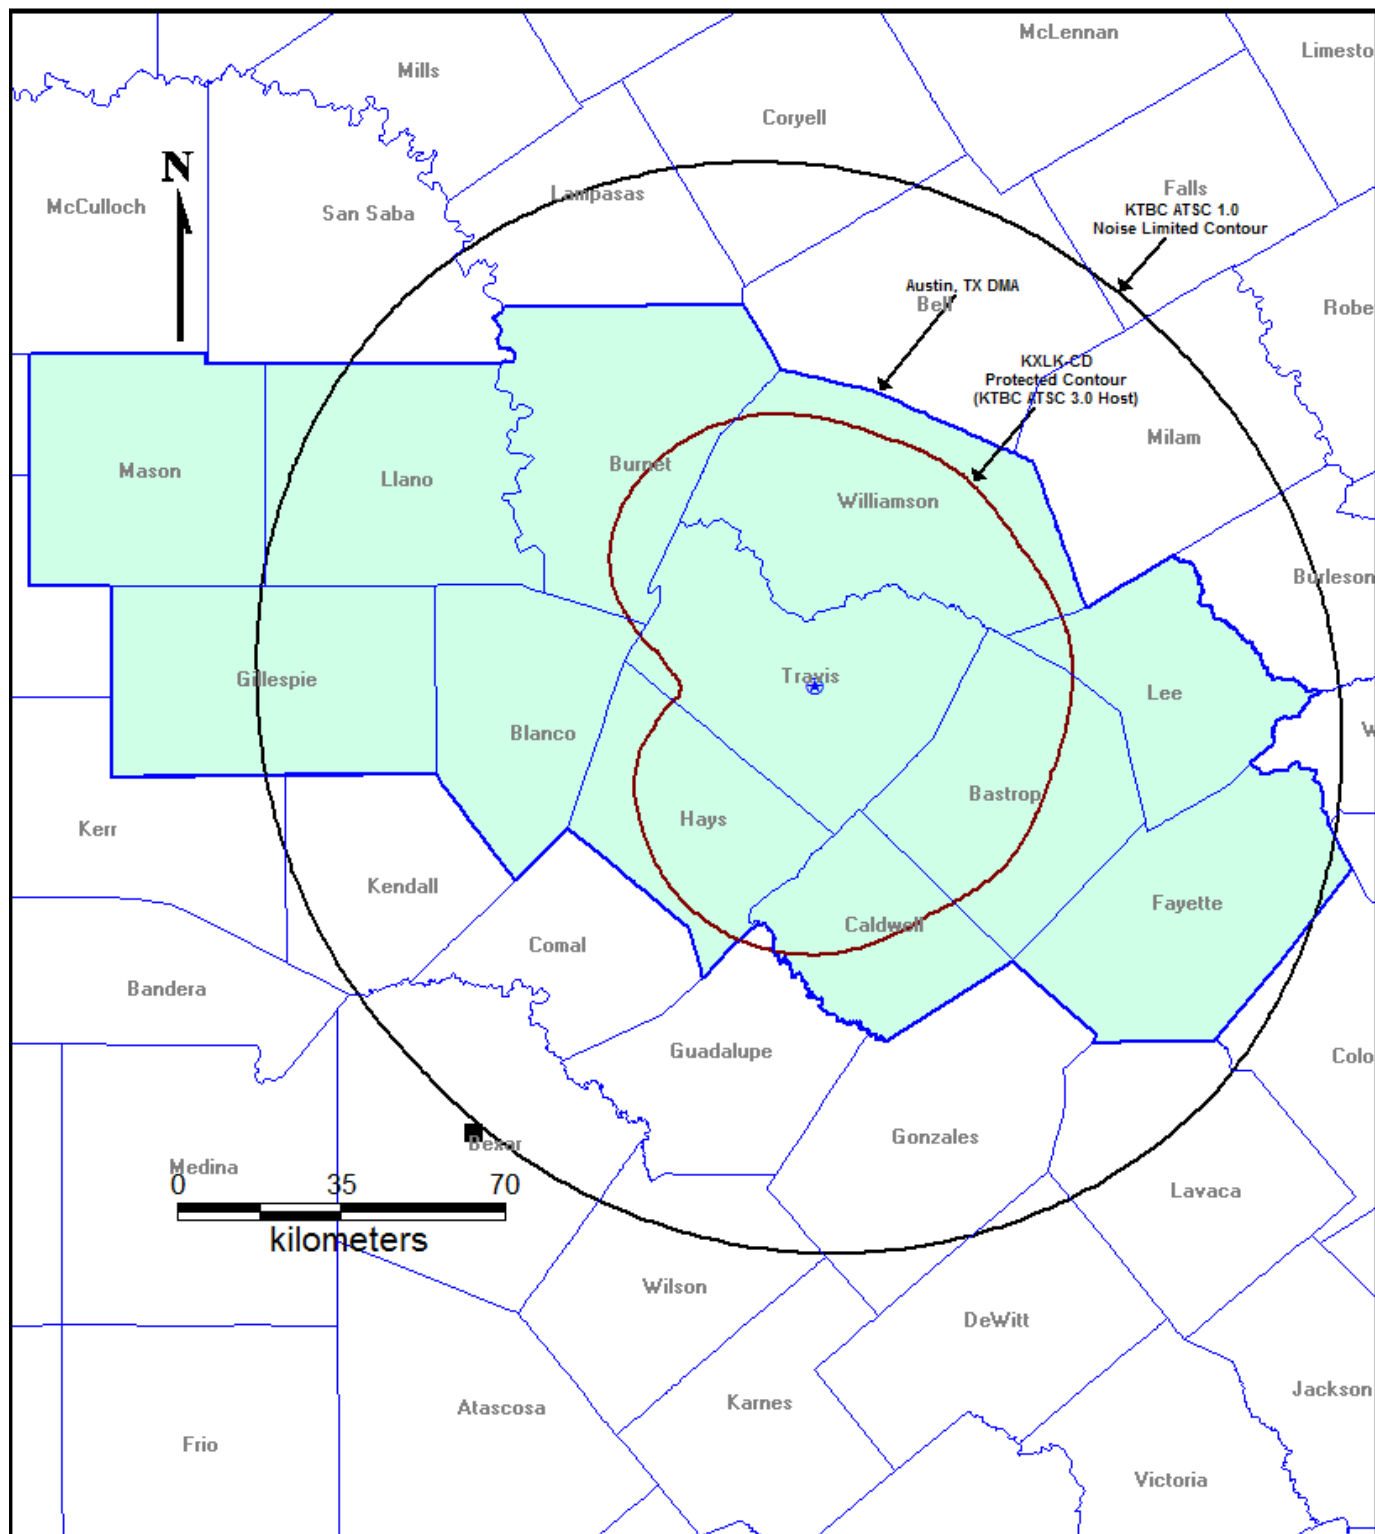 McLennan
Limesto
Mills
Coryell
N
Falls
KTBC ATSC 1.0
Noise Limited Contour
McCulloch
San Saba
Lampasas
Austin, TX DMA
Bell
Robe
KXLK-CD
Protected Contour
(KTBC ATSC 3.0 Host)
Milam
Mason
Llano
Burnet
Williamson
Burleson
Gillespie
Travis
Lee
Blanco
W
Bastrop
Hays
Kerr
Kendall
Fayette
Caldwell
Comal
Bandera
Guadalupe
Colo
Gonzales
Bexar
Medina
0 35 70
kilometers
Lavaca
Wilson
DeWitt
Jackson
Karnes
Atascosa
Frio
Victoria